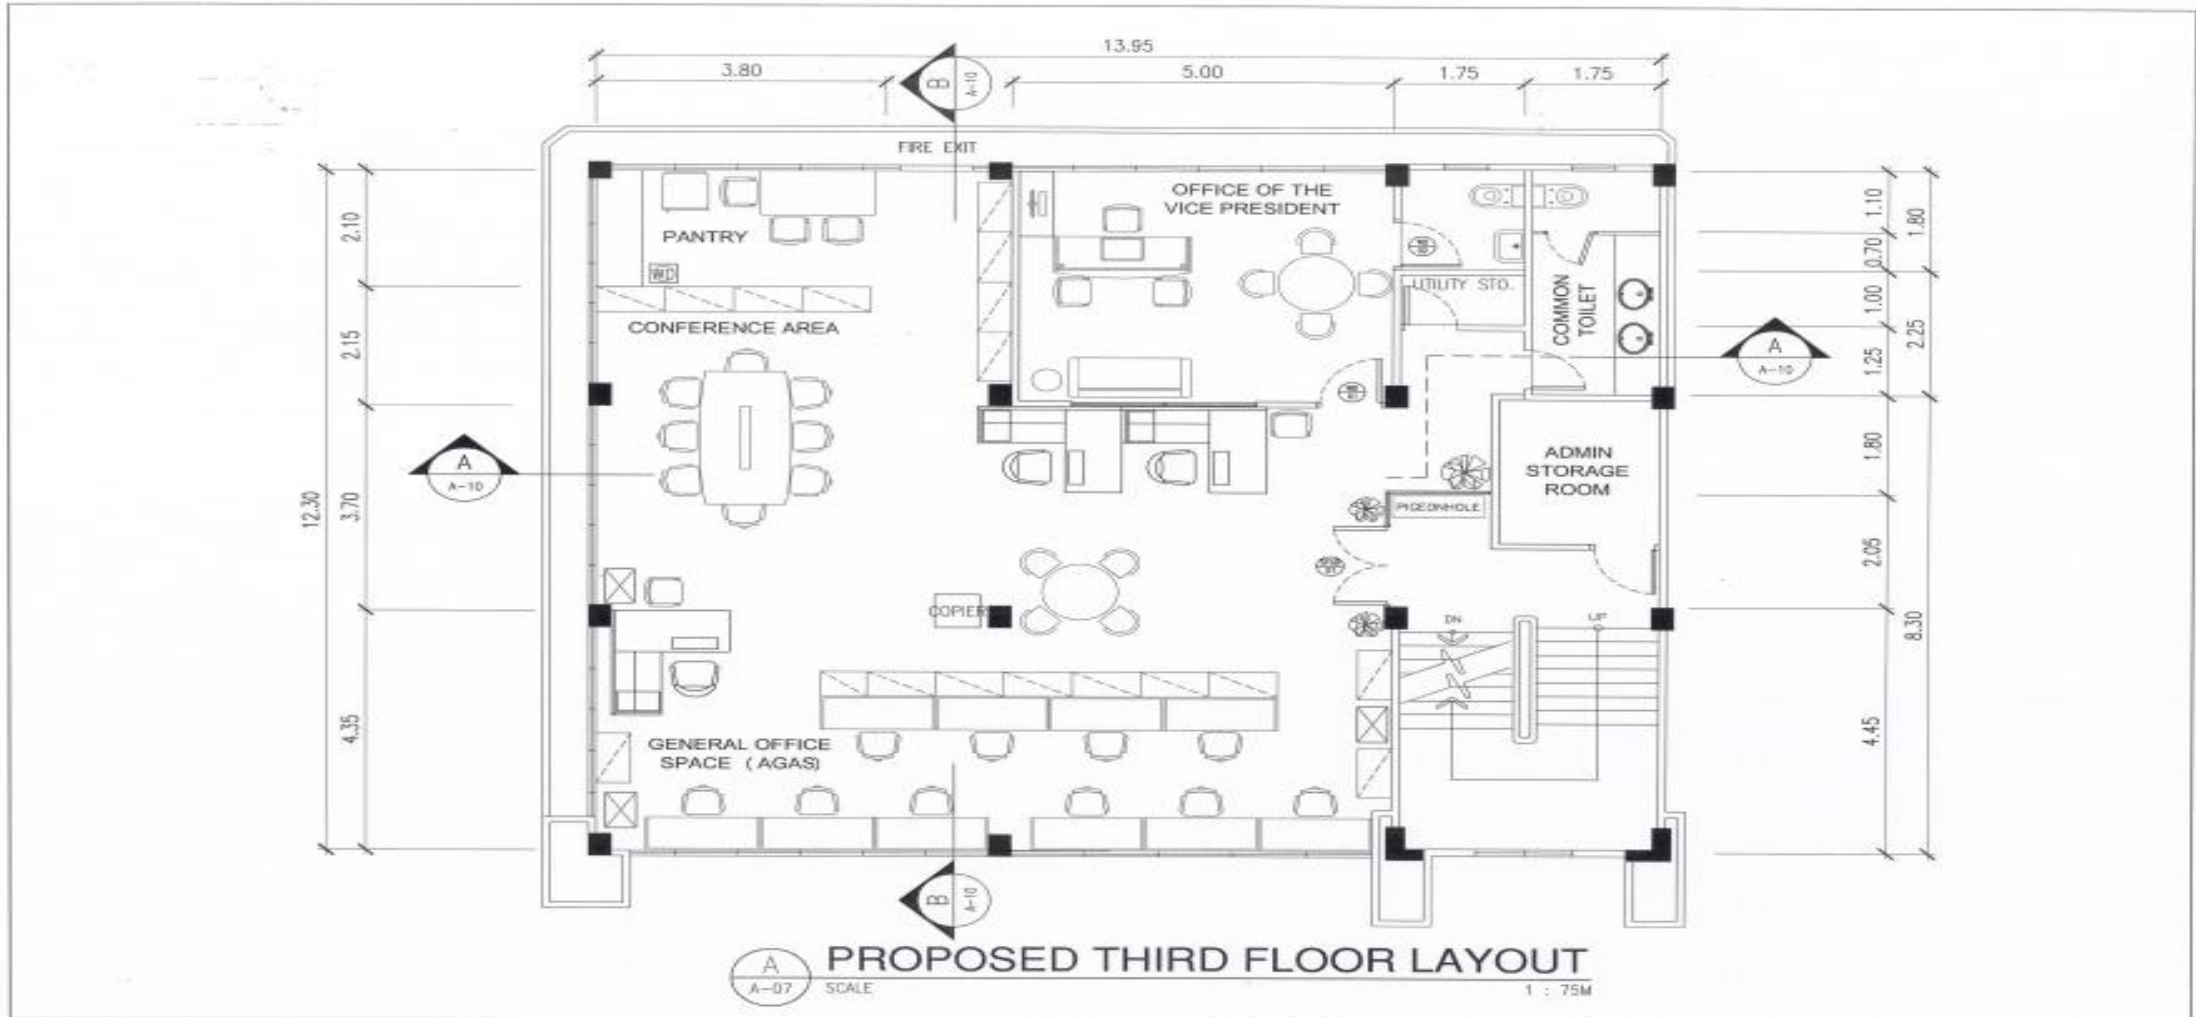 13.95
3.80
5.00
1.75
1.75
B
A-10
FIRE EXIT
OFFICE OF THE
VICE PRESIDENT
PANTRY
WD
UTILITY STO.
COMMON
TOILET
CONFERENCE AREA
A
A-10
A
A-10
ADMIN
STORAGE
ROOM
PIGEONHOLE
COPIER
DN
UP
GENERAL OFFICE
SPACE ( AGAS)
12.30
2.10
2.15
3.70
4.35
1.10
0.70
1.00
1.25
1.80
2.05
4.45
1.80
2.25
8.30
B
A-10
A
A-07
PROPOSED THIRD FLOOR LAYOUT
SCALE
1 : 75M